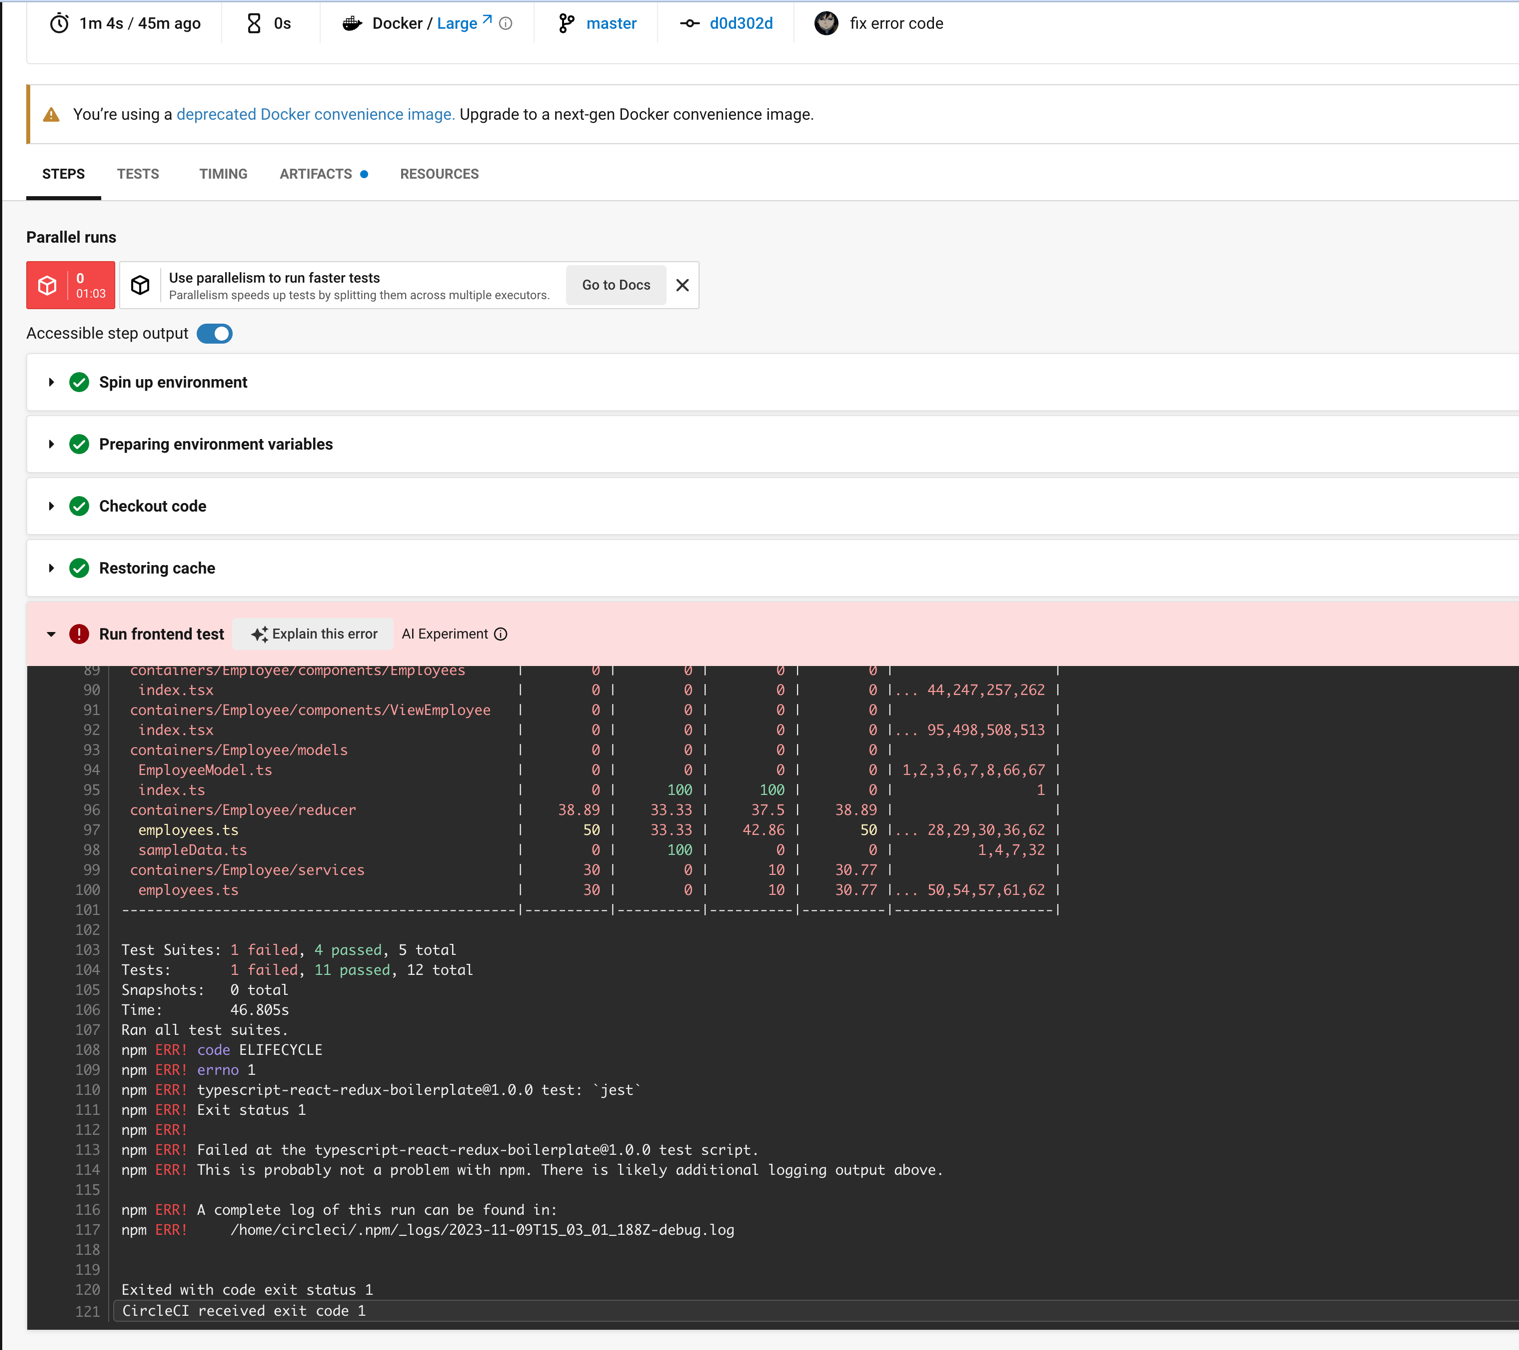 1m 4s / 45m ago 0s Docker / Large master d0d302d fix error code
You’re using a deprecated Docker convenience image. Upgrade to a next-gen Docker convenience image.
STEPS TESTS TIMING ARTIFACTS RESOURCES
Parallel runs
0
01:03
Use parallelism to run faster tests
Parallelism speeds up tests by splitting them across multiple executors.
Go to Docs
Accessible step output
Spin up environment
Preparing environment variables
Checkout code
Restoring cache
Run frontend test Explain this error AI Experiment
89 containers/Employee/components/Employees | 0 | 0 | 0 | 0 | |
90 index.tsx | 0 | 0 | 0 | 0 |... 44,247,257,262 |
91 containers/Employee/components/ViewEmployee | 0 | 0 | 0 | 0 | |
92 index.tsx | 0 | 0 | 0 | 0 |... 95,498,508,513 |
93 containers/Employee/models | 0 | 0 | 0 | 0 | |
94 EmployeeModel.ts | 0 | 0 | 0 | 0 | 1,2,3,6,7,8,66,67 |
95 index.ts | 0 | 100 | 100 | 0 | 1 |
96 containers/Employee/reducer | 38.89 | 33.33 | 37.5 | 38.89 | |
97 employees.ts | 50 | 33.33 | 42.86 | 50 |... 28,29,30,36,62 |
98 sampleData.ts | 0 | 100 | 0 | 0 | 1,4,7,32 |
99 containers/Employee/services | 30 | 0 | 10 | 30.77 | |
100 employees.ts | 30 | 0 | 10 | 30.77 |... 50,54,57,61,62 |
101 -----------------------------------------------|----------|----------|----------|----------|-------------------|
102
103 Test Suites: 1 failed, 4 passed, 5 total
104 Tests: 1 failed, 11 passed, 12 total
105 Snapshots: 0 total
106 Time: 46.805s
107 Ran all test suites.
108 npm ERR! code ELIFECYCLE
109 npm ERR! errno 1
110 npm ERR! typescript-react-redux-boilerplate@1.0.0 test: `jest`
111 npm ERR! Exit status 1
112 npm ERR!
113 npm ERR! Failed at the typescript-react-redux-boilerplate@1.0.0 test script.
114 npm ERR! This is probably not a problem with npm. There is likely additional logging output above.
115
116 npm ERR! A complete log of this run can be found in:
117 npm ERR! /home/circleci/.npm/_logs/2023-11-09T15_03_01_188Z-debug.log
118
119
120 Exited with code exit status 1
121 CircleCI received exit code 1